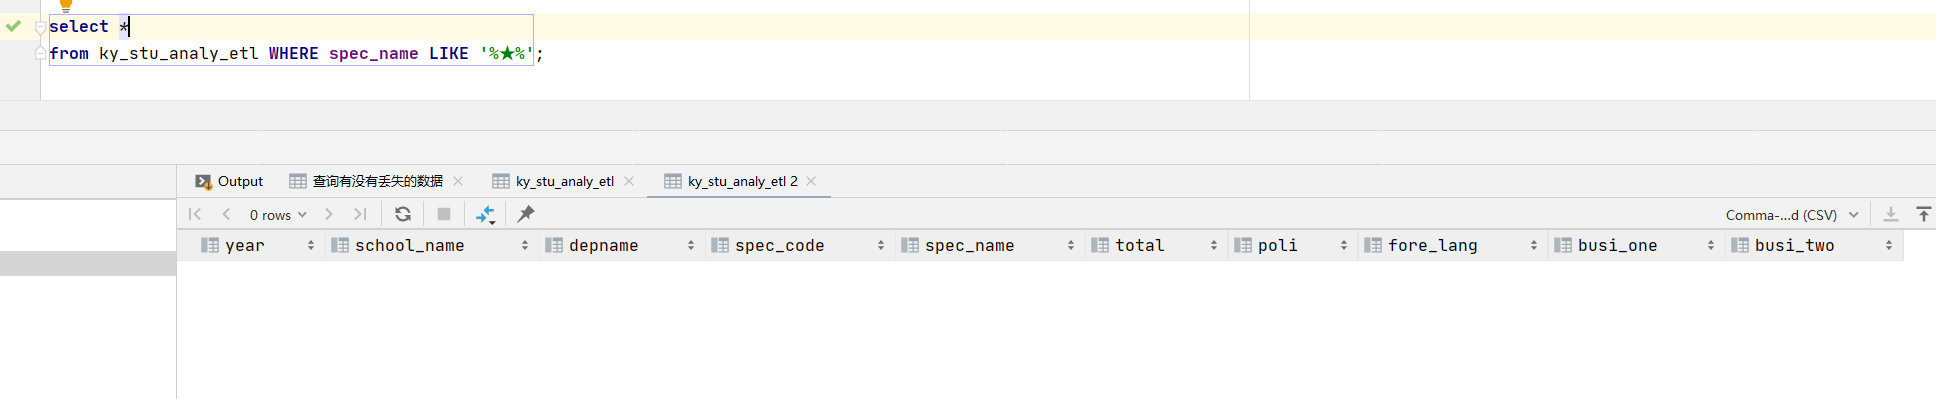 select *
from ky_stu_analy_etl WHERE spec_name LIKE '%★%';
Output 查询有没有丢失的数据 ky_stu_analy_etl ky_stu_analy_etl 2
0 rows Comma-...d (CSV)
year school_name depname spec_code spec_name total poli fore_lang busi_one busi_two